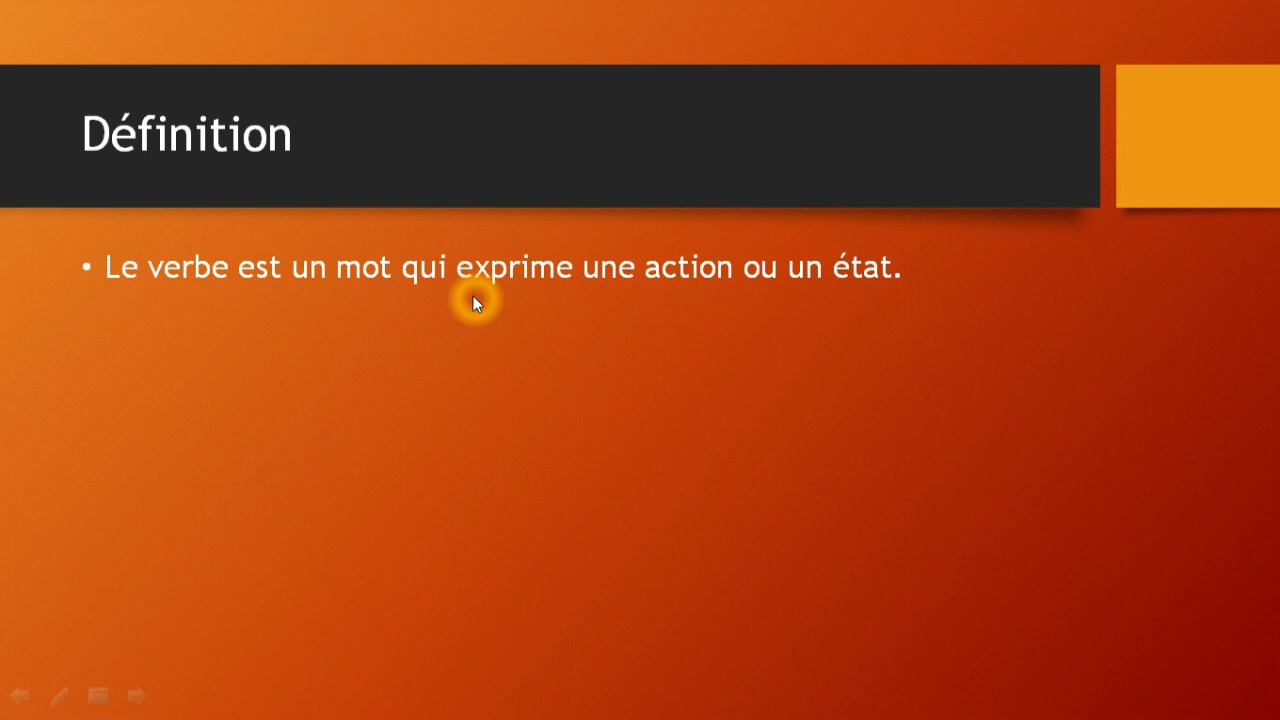 Définition
• Le verbe est un mot qui exprime une action ou un état.